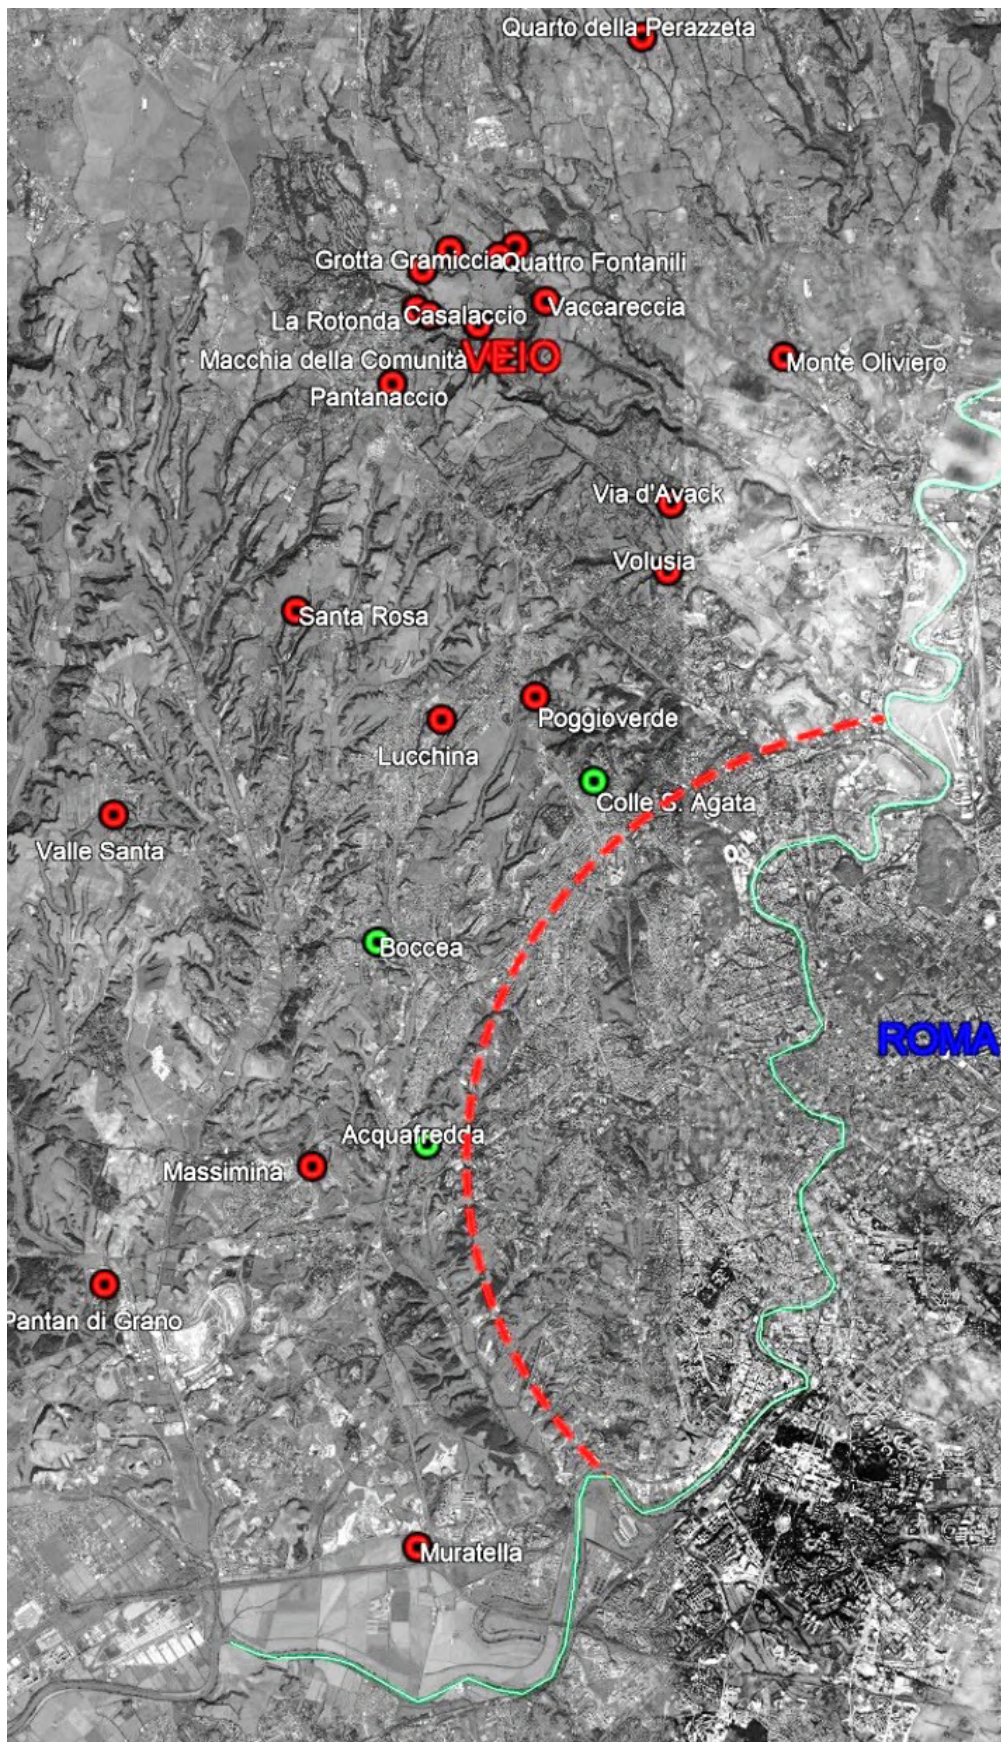 Quarto della Perazzeta
Grotta Gramiccia
Quattro Fontanili
Vaccareccia
La Rotonda
Casalaccio
Macchia della Comunità
VEIO
Monte Oliviero
Pantanaccio
Via d'Avack
Volusia
Santa Rosa
Poggioverde
Lucchina
Colle S. Agata
Valle Santa
Boccea
ROMA
Acquafredda
Massimina
Pantan di Grano
Muratella